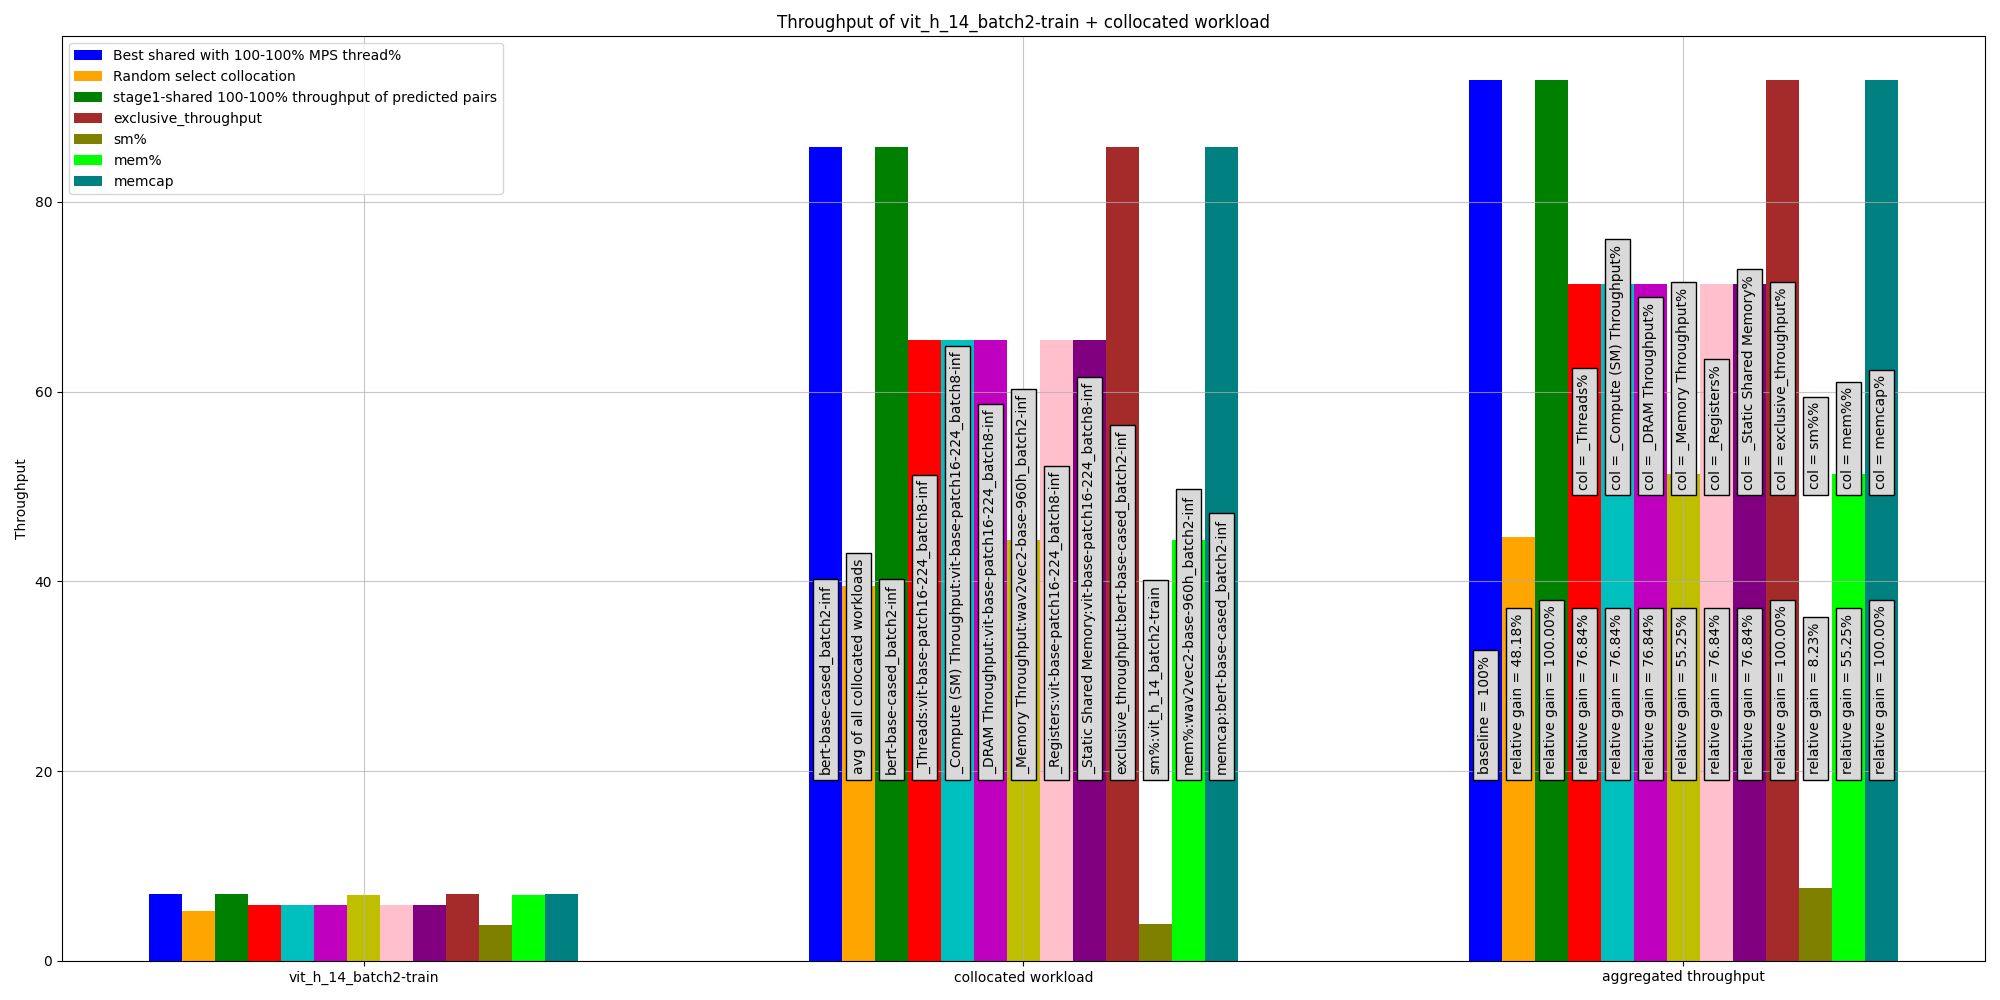 Throughput of vit_h_14_batch2-train + collocated workload
Best shared with 100-100% MPS thread%
Random select collocation
stage1-shared 100-100% throughput of predicted pairs
exclusive_throughput
sm%
mem%
memcap
Throughput
80
60
40
20
0
bert-base-cased_batch2-inf
avg of all collocated workloads
bert-base-cased_batch2-inf
_Threads:vit-base-patch16-224_batch8-inf
_Compute (SM) Throughput:vit-base-patch16-224_batch8-inf
_DRAM Throughput:vit-base-patch16-224_batch8-inf
_Memory Throughput:wav2vec2-base-960h_batch2-inf
_Registers:vit-base-patch16-224_batch8-inf
_Static Shared Memory:vit-base-patch16-224_batch8-inf
exclusive_throughput:bert-base-cased_batch2-inf
sm%:vit_h_14_batch2-train
mem%:wav2vec2-base-960h_batch2-inf
memcap:bert-base-cased_batch2-inf
col = _Threads%
col = _Compute (SM) Throughput%
col = _DRAM Throughput%
col = _Memory Throughput%
col = _Registers%
col = _Static Shared Memory%
col = exclusive_throughput%
col = sm%%
col = mem%%
col = memcap%
baseline = 100%
relative gain = 48.18%
relative gain = 100.00%
relative gain = 76.84%
relative gain = 76.84%
relative gain = 76.84%
relative gain = 55.25%
relative gain = 76.84%
relative gain = 76.84%
relative gain = 100.00%
relative gain = 8.23%
relative gain = 55.25%
relative gain = 100.00%
vit_h_14_batch2-train
collocated workload
aggregated throughput